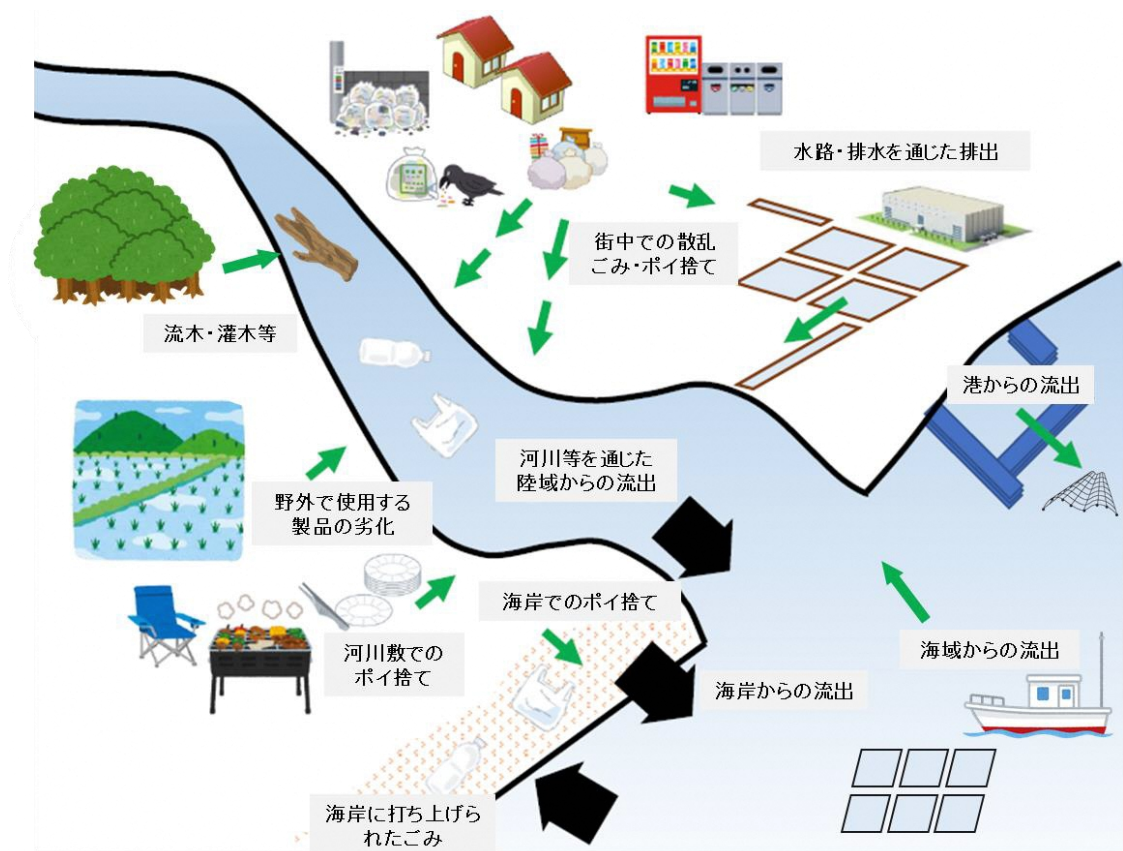 水路・排水を通じた排出
街中での散乱
ごみ・ポイ捨て
流木・灌木等
港からの流出
河川等を通じた
陸域からの流出
野外で使用する
製品の劣化
海岸でのポイ捨て
河川敷での
ポイ捨て
海域からの流出
海岸からの流出
海岸に打ち上げら
れたごみ